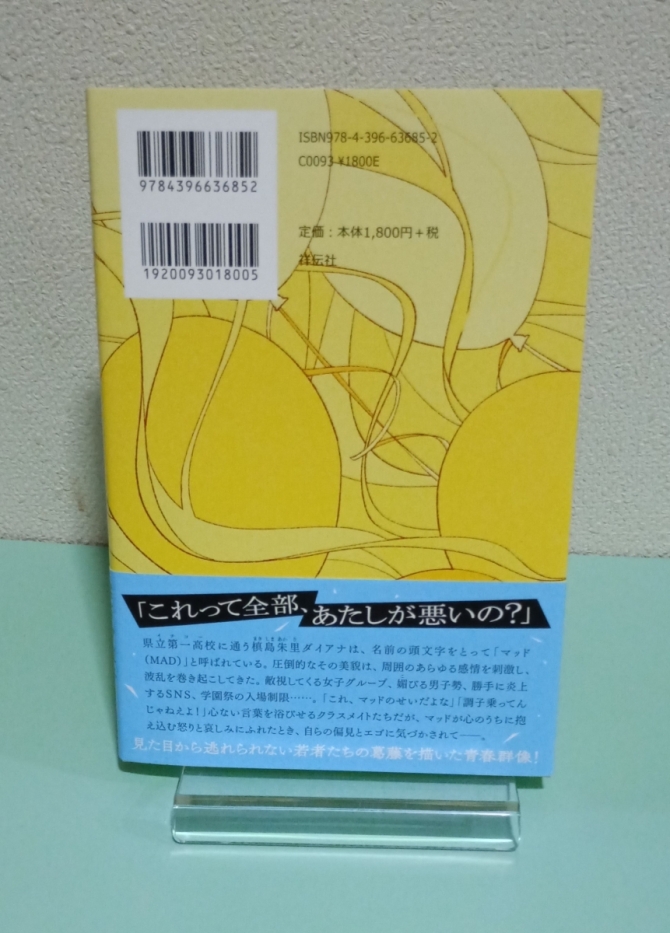 ISBN978-4-396-63685-2
C0093 ¥1800E
9784396636852
定価：本体1,800円＋税
1920093018005
祥伝社
「これって全部、あたしが悪いの？」
県立第一高校に通う槙島朱里ダイアナは、名前の頭文字をとって「マッド
（MAD）」と呼ばれている。圧倒的なその美貌は、周囲のあらゆる感情を刺激し、
波乱を巻き起こしてきた。敵視してくる女子グループ、媚びる男子勢、勝手に炎上
するSNS、学園祭の入場制限……。「これ、マッドのせいだよな」「調子乗ってん
じゃねえよ！」心ない言葉を浴びせるクラスメイトたちだが、マッドが心のうちに抱
え込む怒りと哀しみにふれたとき、自らの偏見とエゴに気づかされて――。
見た目から逃れられない若者たちの葛藤を描いた青春群像！